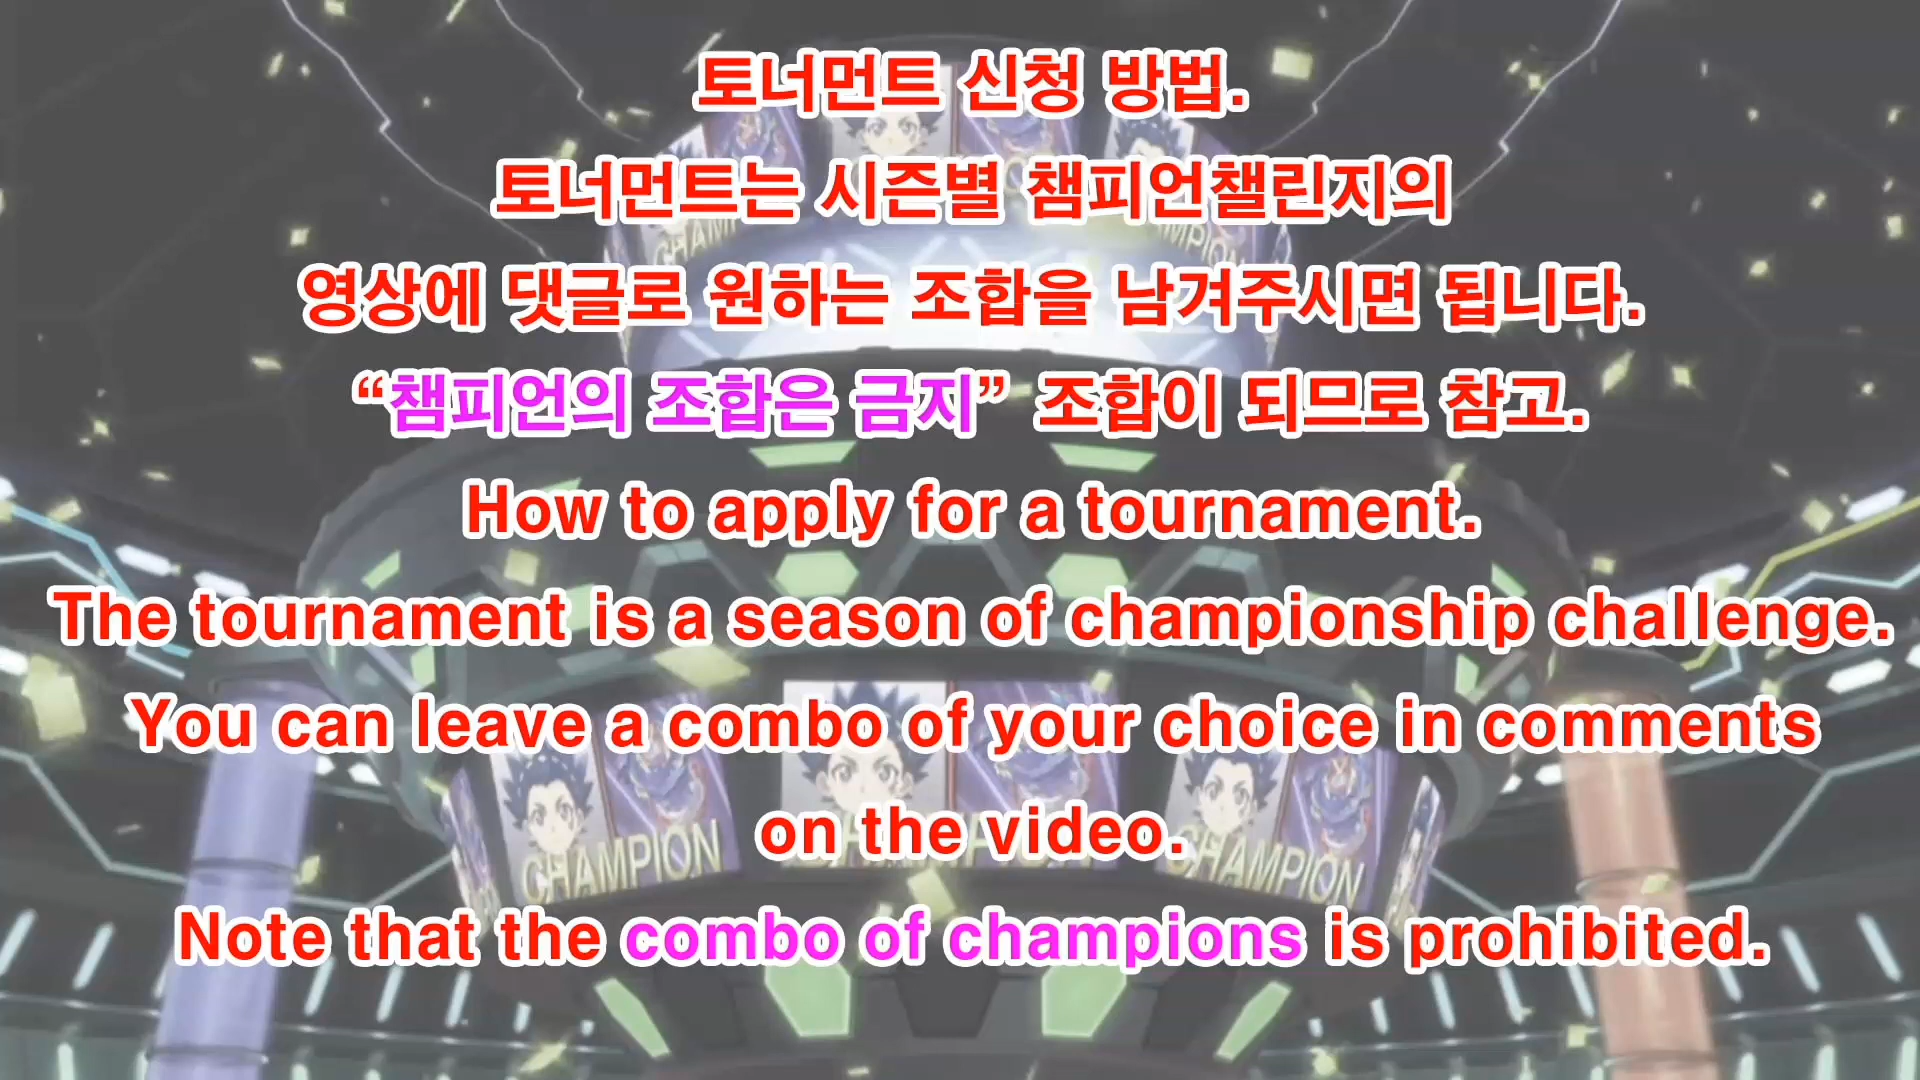 토너먼트 신청 방법.
토너먼트는 시즌별 챔피언챌린지의
영상에 댓글로 원하는 조합을 남겨주시면 됩니다.
“챔피언의 조합은 금지” 조합이 되므로 참고.
How to apply for a tournament.
The tournament is a season of championship challenge.
You can leave a combo of your choice in comments
on the video.
CHAMPION CHAMPION
Note that the combo of champions is prohibited.